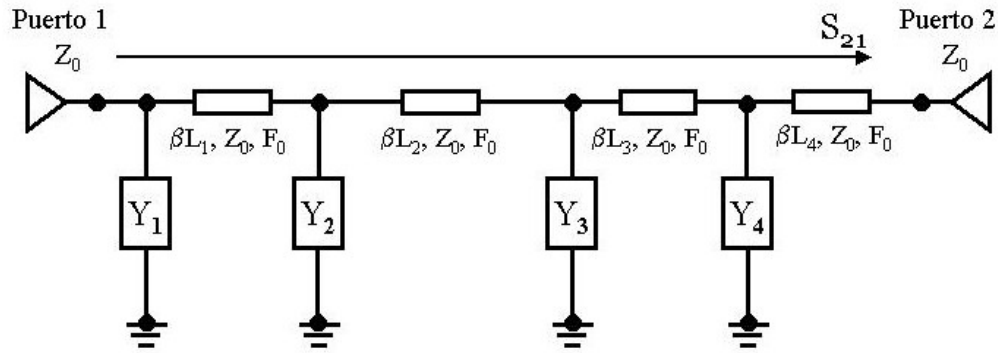 Puerto 1
S₂₁
Puerto 2
Z₀
Z₀
βL₁, Z₀, F₀
βL₂, Z₀, F₀
βL₃, Z₀, F₀
βL₄, Z₀, F₀
Y₁
Y₂
Y₃
Y₄